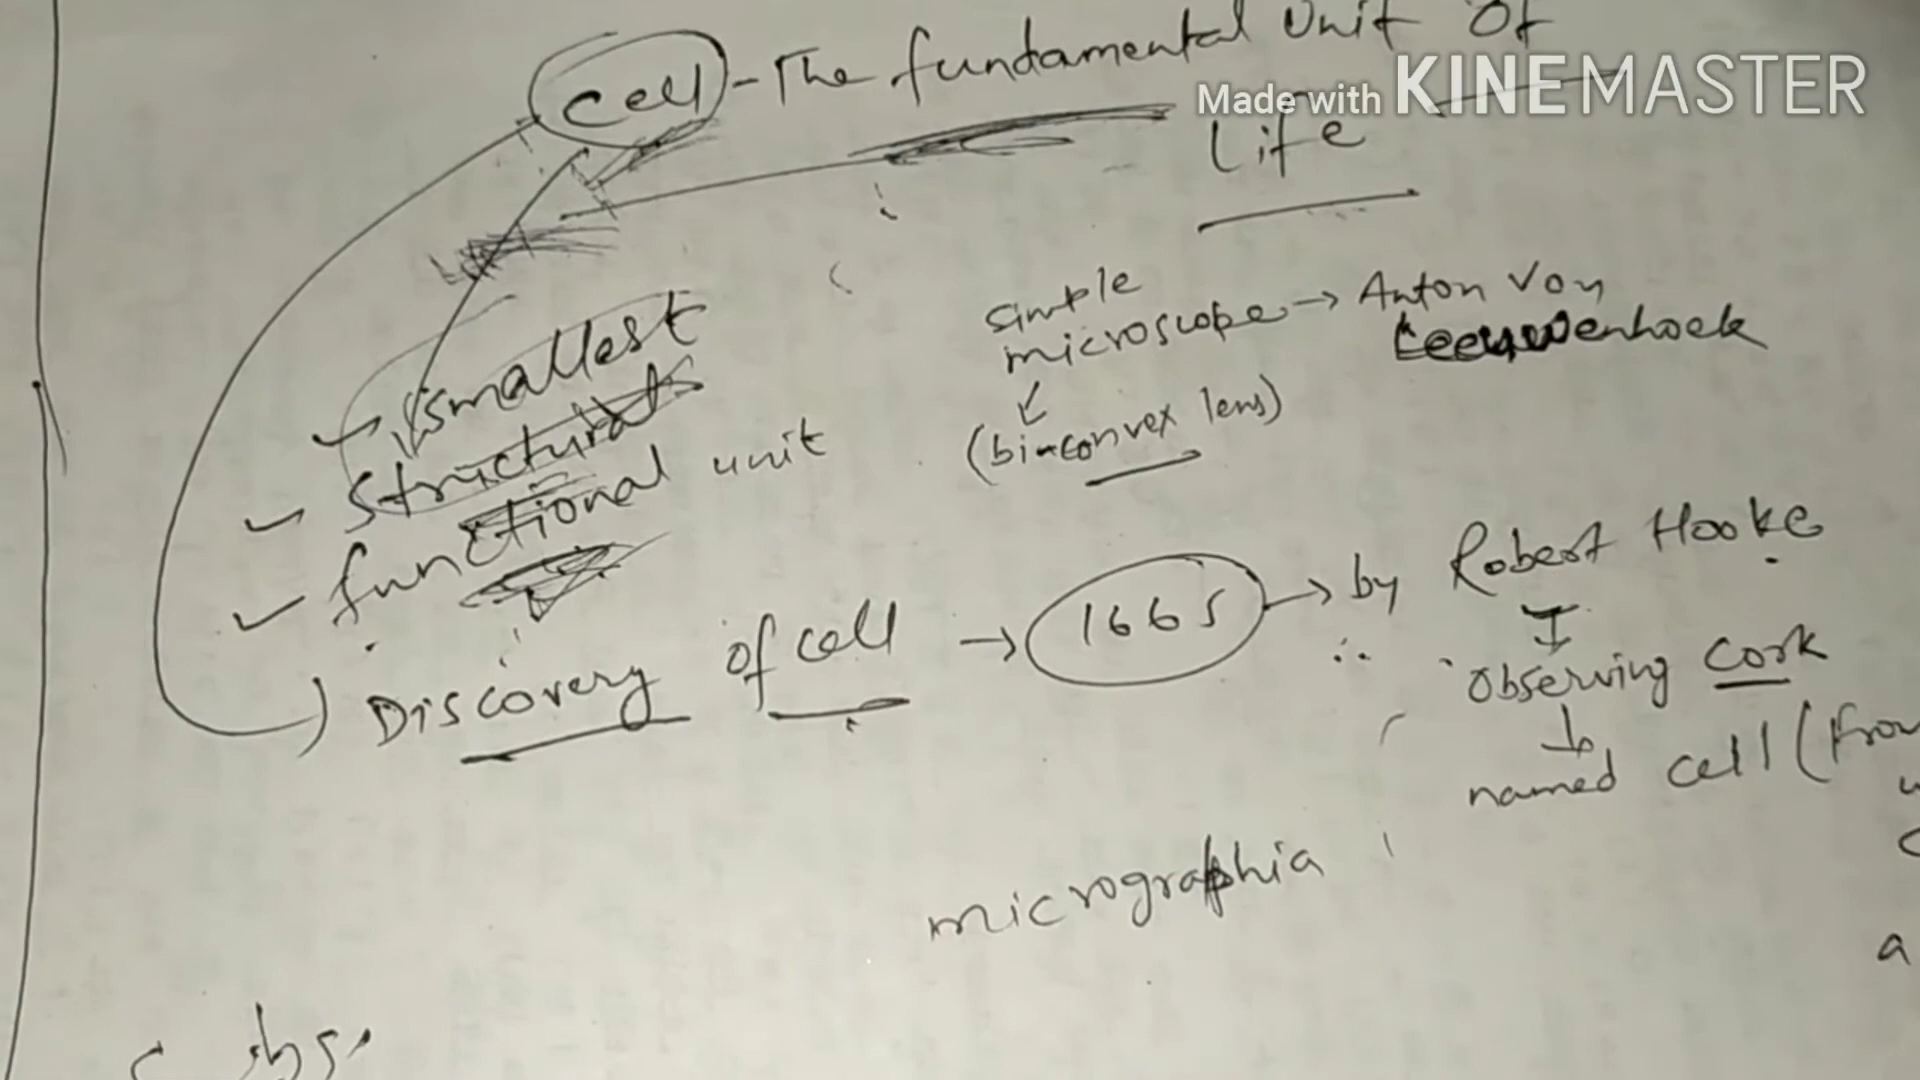 Cell - The fundamental Unit Of
Life
Made with KINEMASTER
smallest
structural
functional unit
simple
microscope → Anton Von
Leeuwenhoek
(bi-convex lens)
Discovery of cell → 1665 → by Robert Hooke
observing cork
named cell (from
micrographia
a